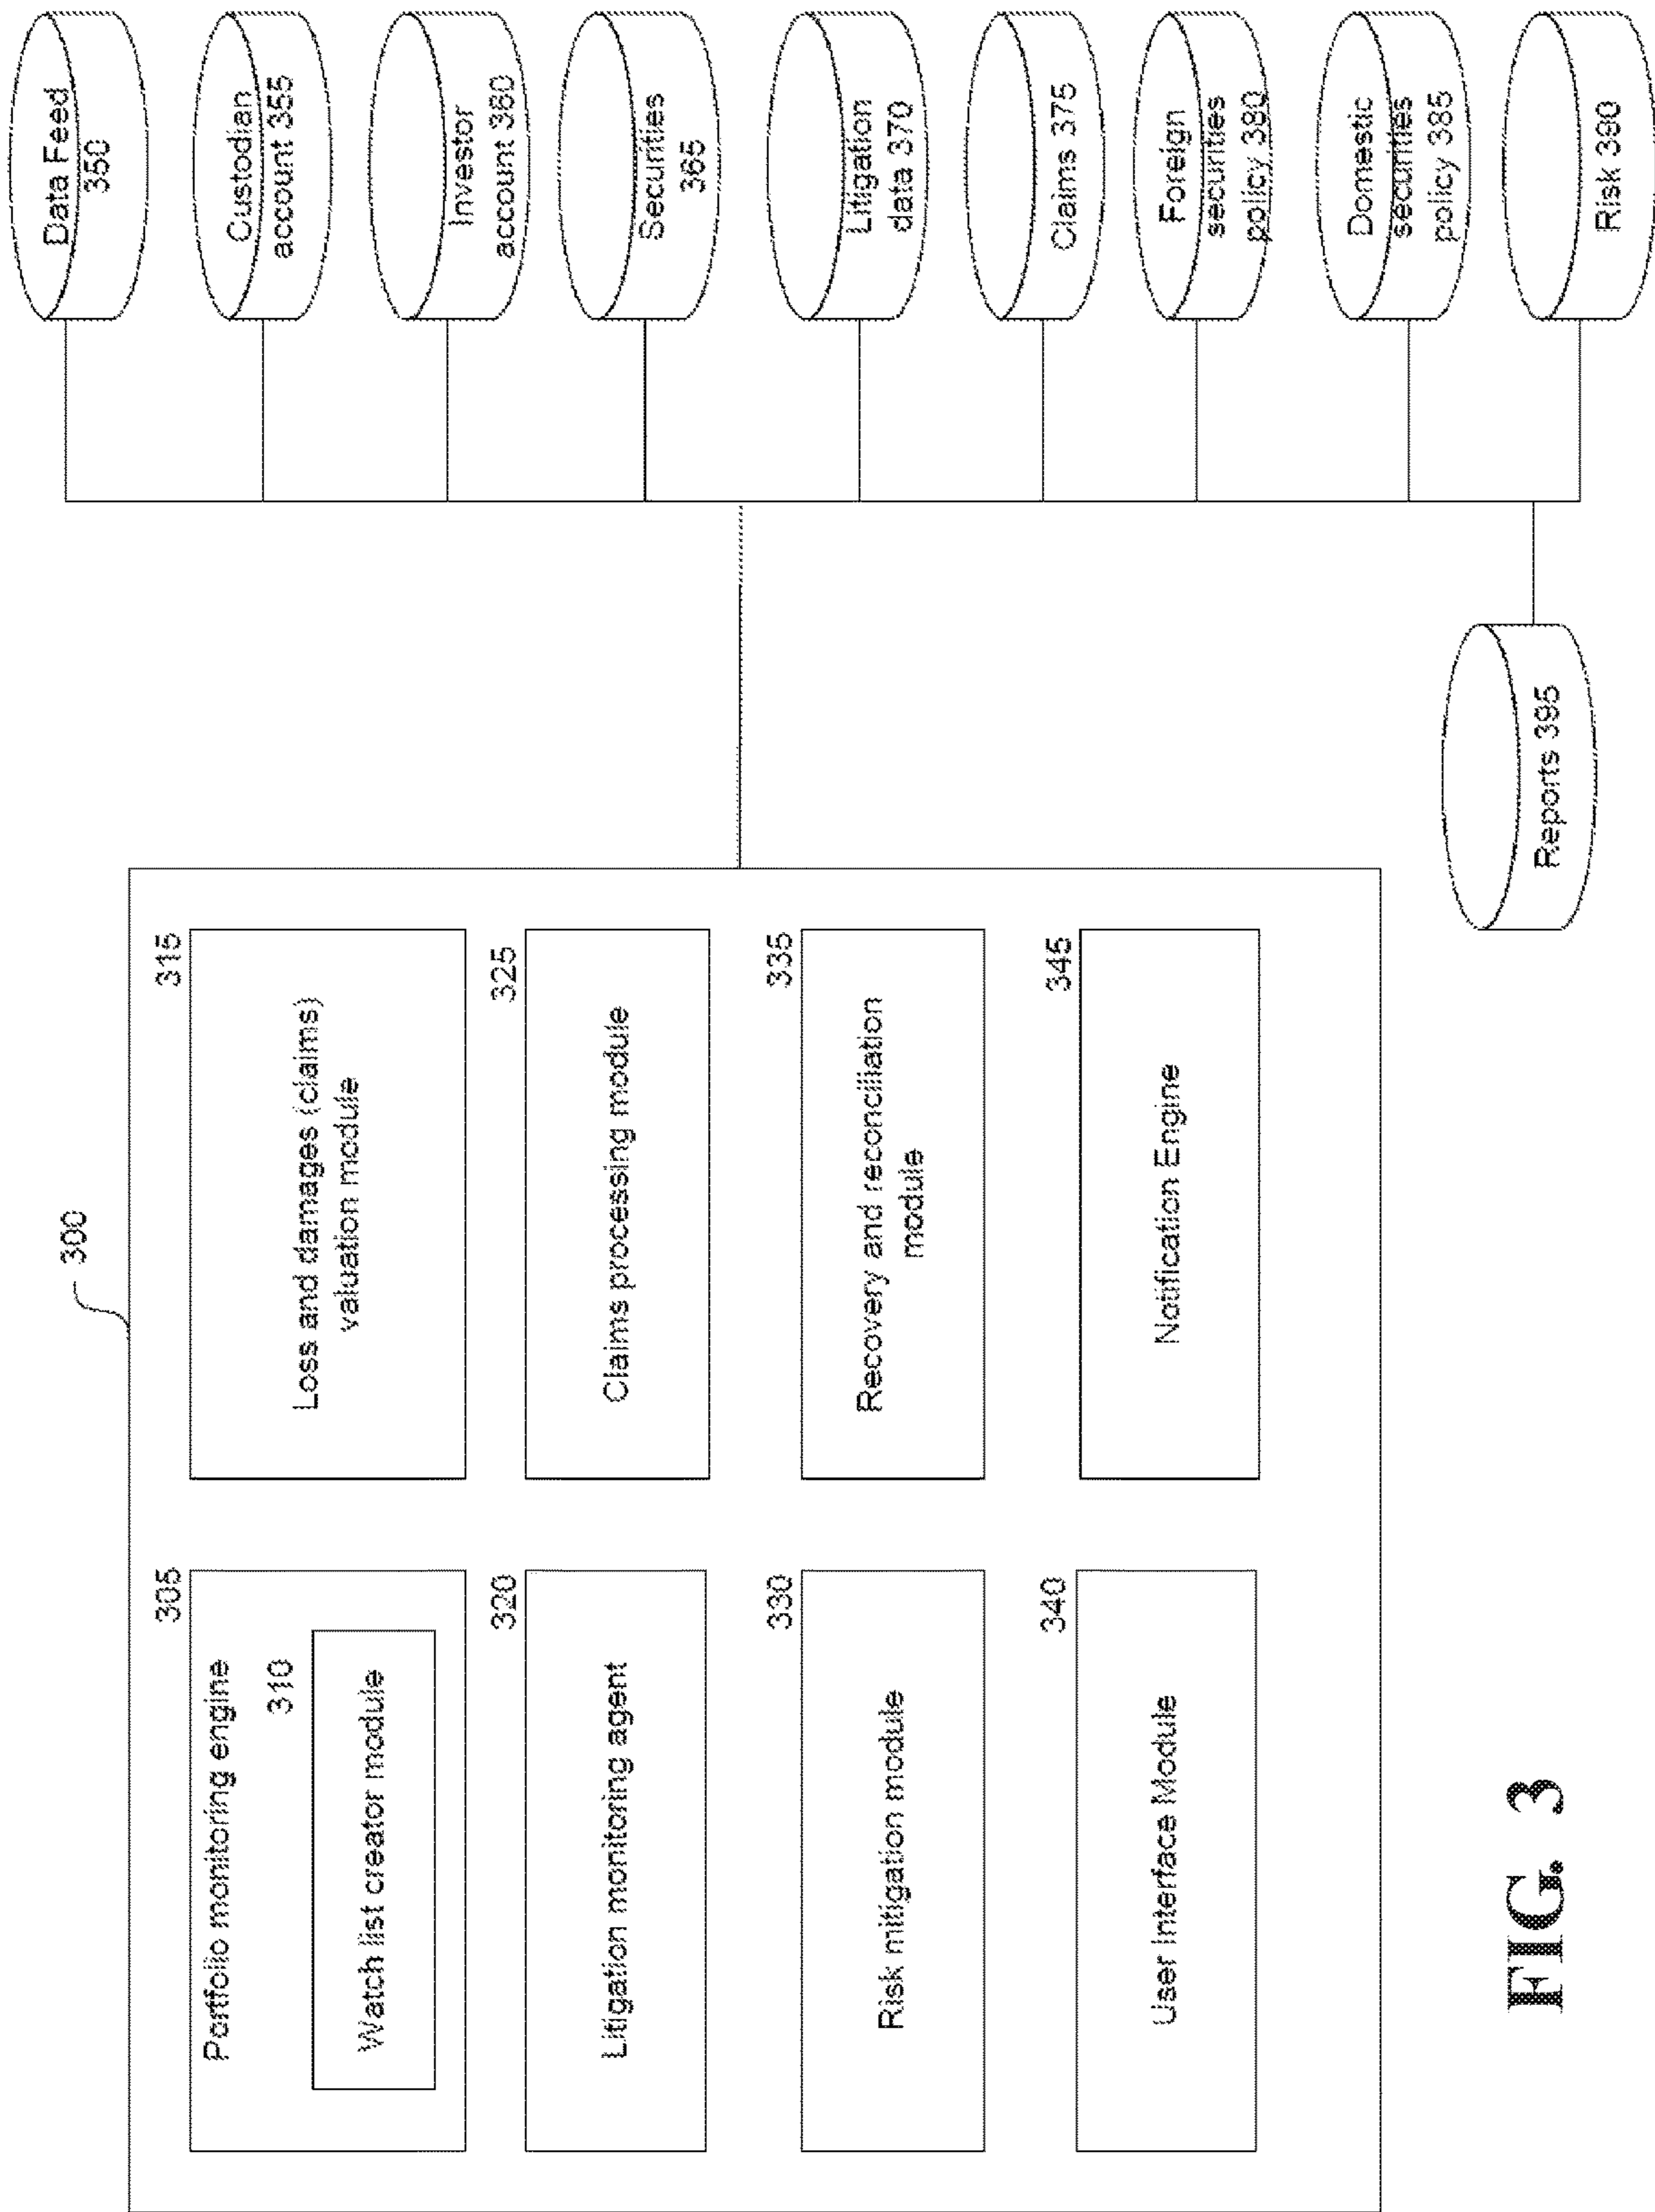 300
305
Portfolio monitoring engine
310
Watch list creator module
315
Loss and damages (claims)
valuation module
320
Litigation monitoring agent
325
Claims processing module
330
Risk mitigation module
335
Recovery and reconciliation
module
340
User Interface Module
345
Notification Engine
Data Feed
350
Custodian
account 355
Investor
account 380
Securities
365
Litigation
data 370
Claims 375
Foreign
securities
policy 380
Domestic
securities
policy 385
Risk 390
Reports 395
FIG. 3